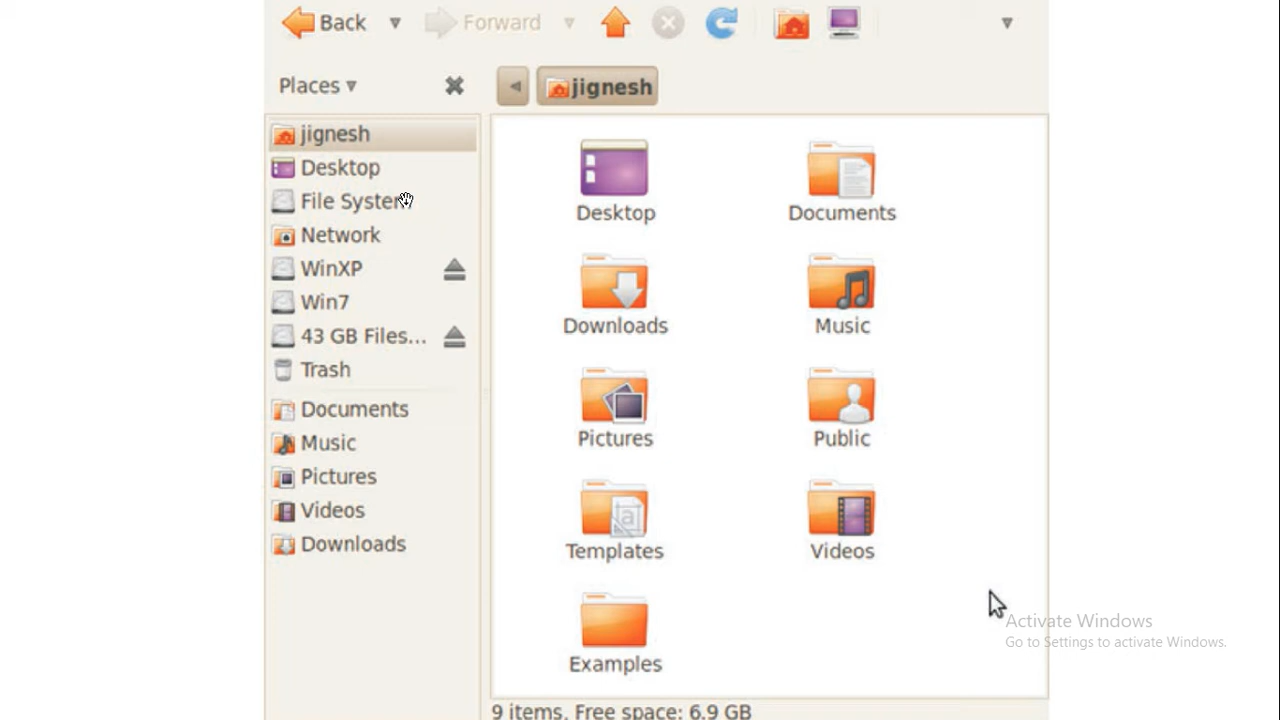 Back
Forward
Places
jignesh
jignesh
Desktop
File System
Network
WinXP
Win7
43 GB Files...
Trash
Documents
Music
Pictures
Videos
Downloads
Desktop
Documents
Downloads
Music
Pictures
Public
Templates
a
Videos
Examples
9 items, Free space: 6.9 GB
Activate Windows
Go to Settings to activate Windows.